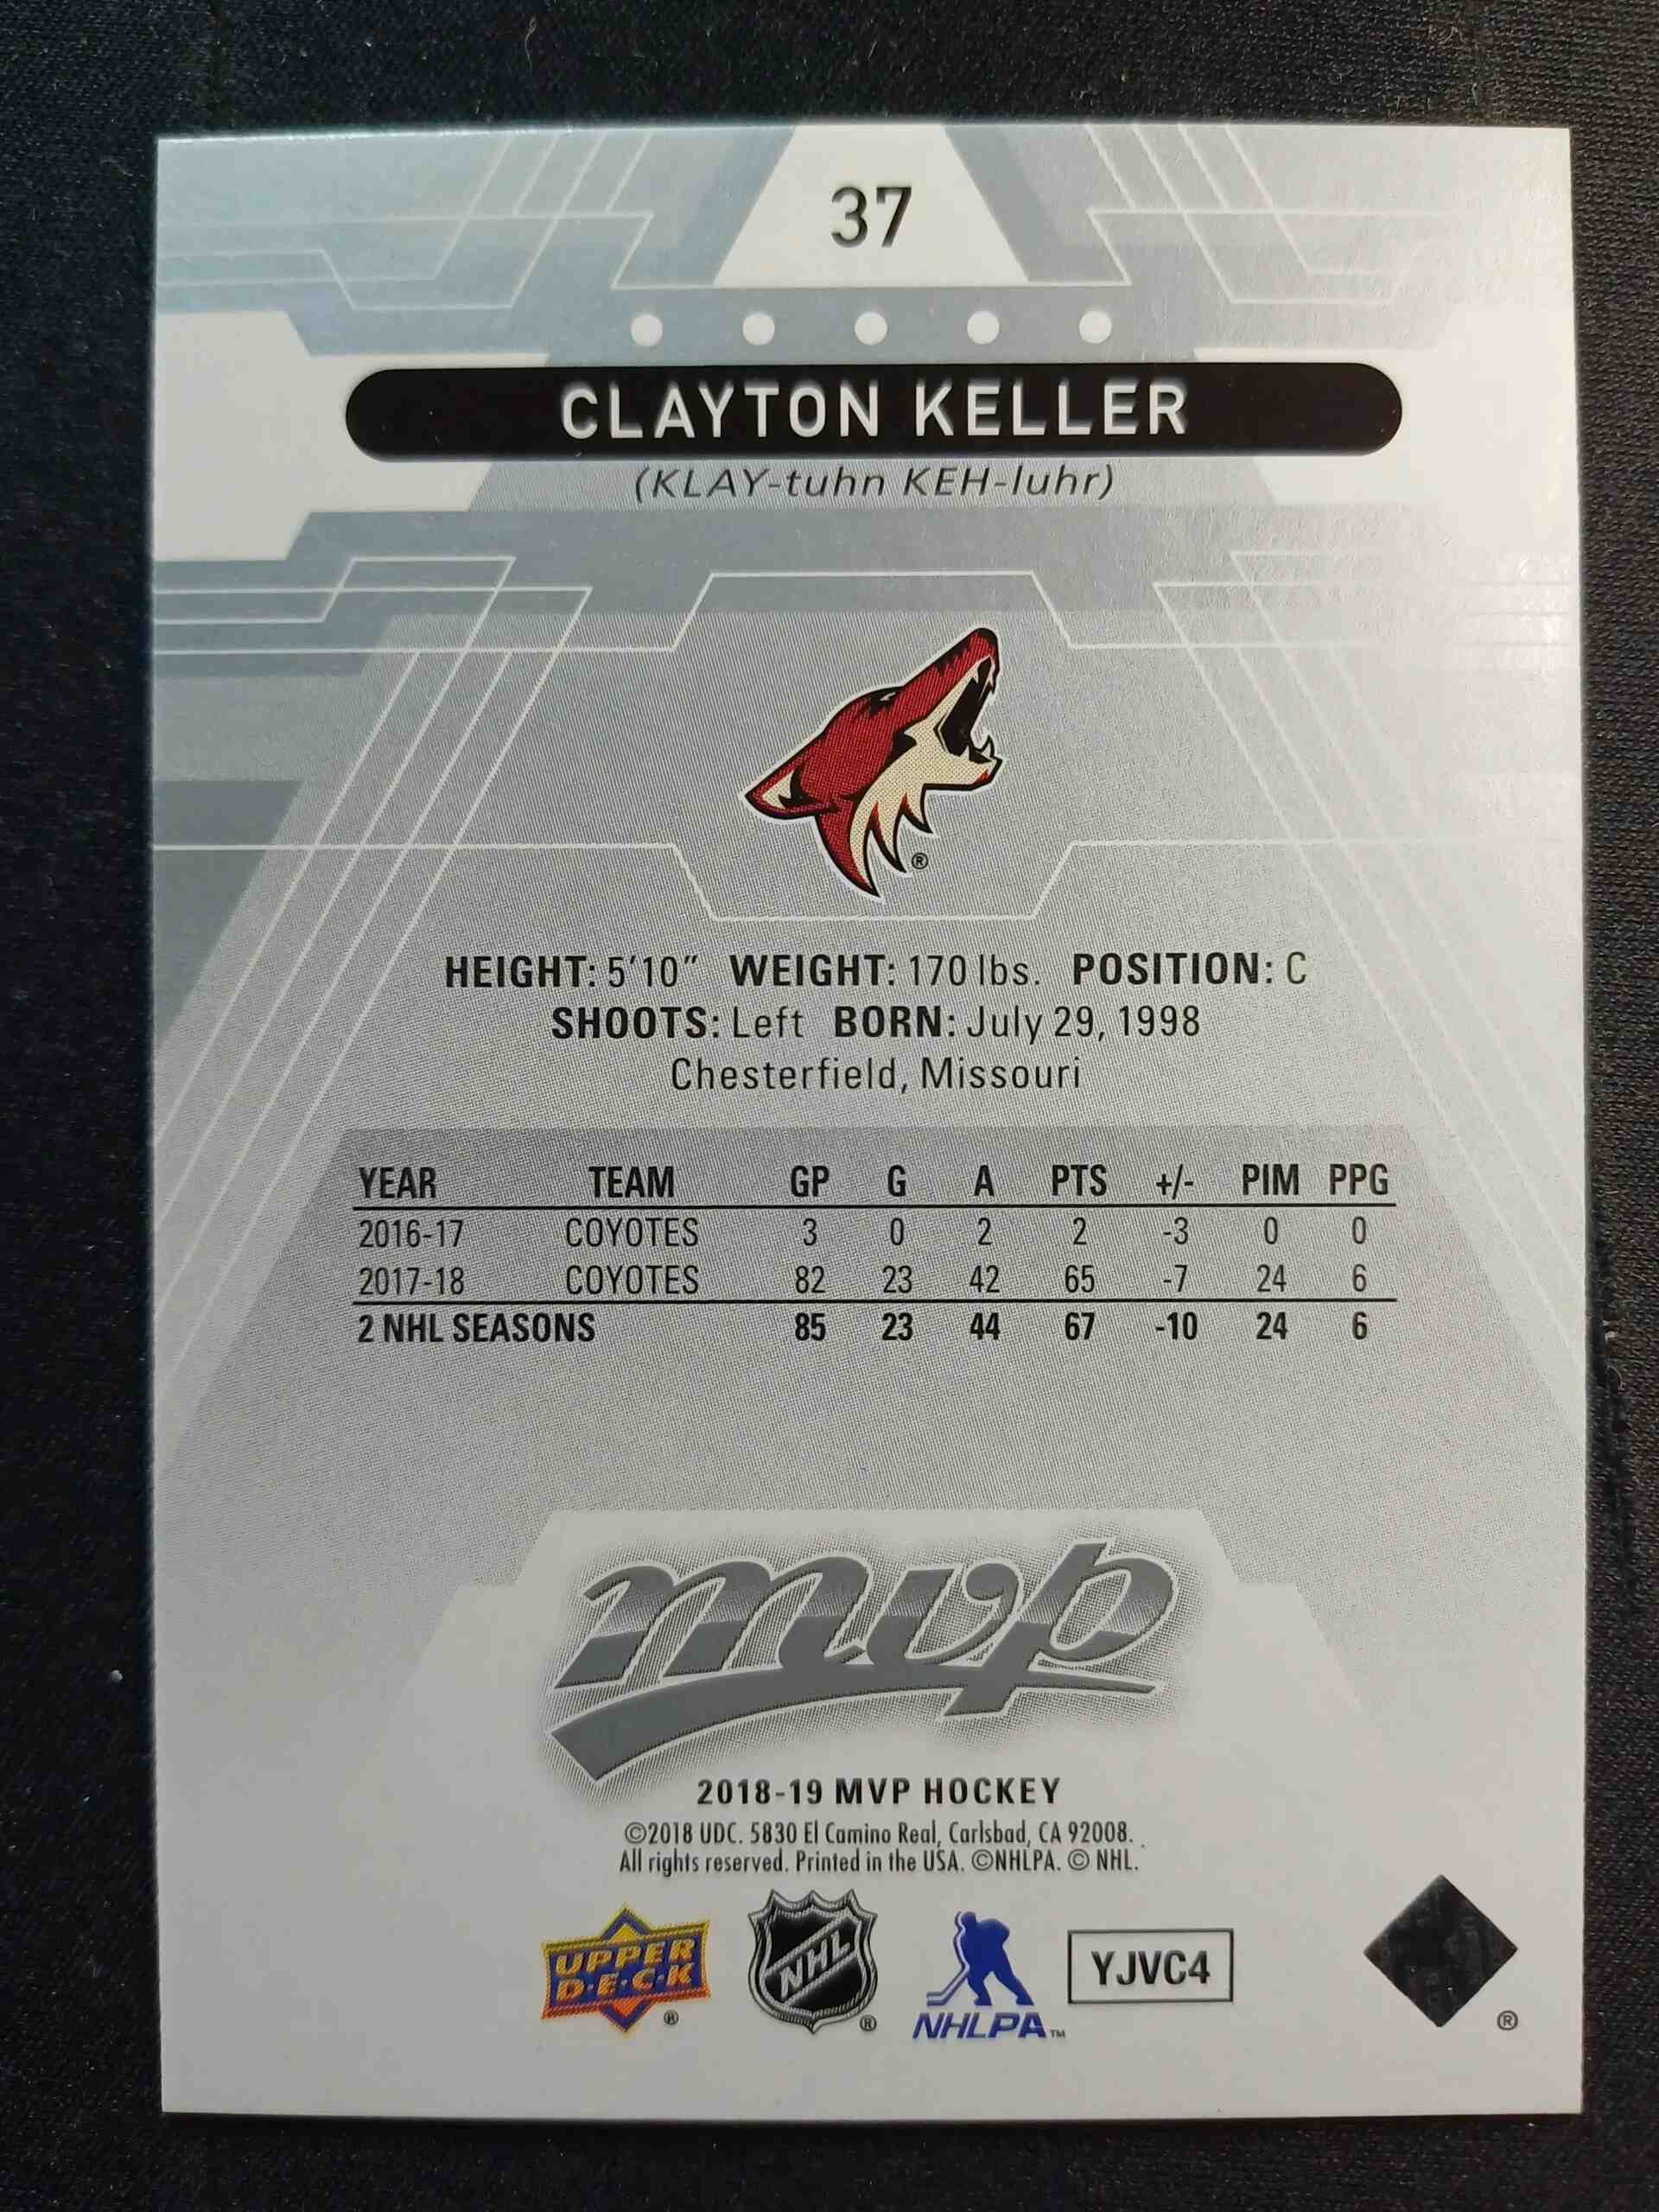 37
CLAYTON KELLER
(KLAY-tuhn KEH-luhr)
®
HEIGHT: 5'10" WEIGHT: 170 lbs. POSITION: C
SHOOTS: Left BORN: July 29, 1998
Chesterfield, Missouri
YEAR TEAM GP G A PTS +/- PIM PPG
2016-17 COYOTES 3 0 2 2 -3 0 0
2017-18 COYOTES 82 23 42 65 -7 24 6
2 NHL SEASONS 85 23 44 67 -10 24 6
mvp
2018-19 MVP HOCKEY
©2018 UDC. 5830 El Camino Real, Carlsbad, CA 92008.
All rights reserved. Printed in the USA. ©NHLPA. © NHL.
UPPER
D·E·C·K ®
NHL ®
NHLPA™
YJVC4
®